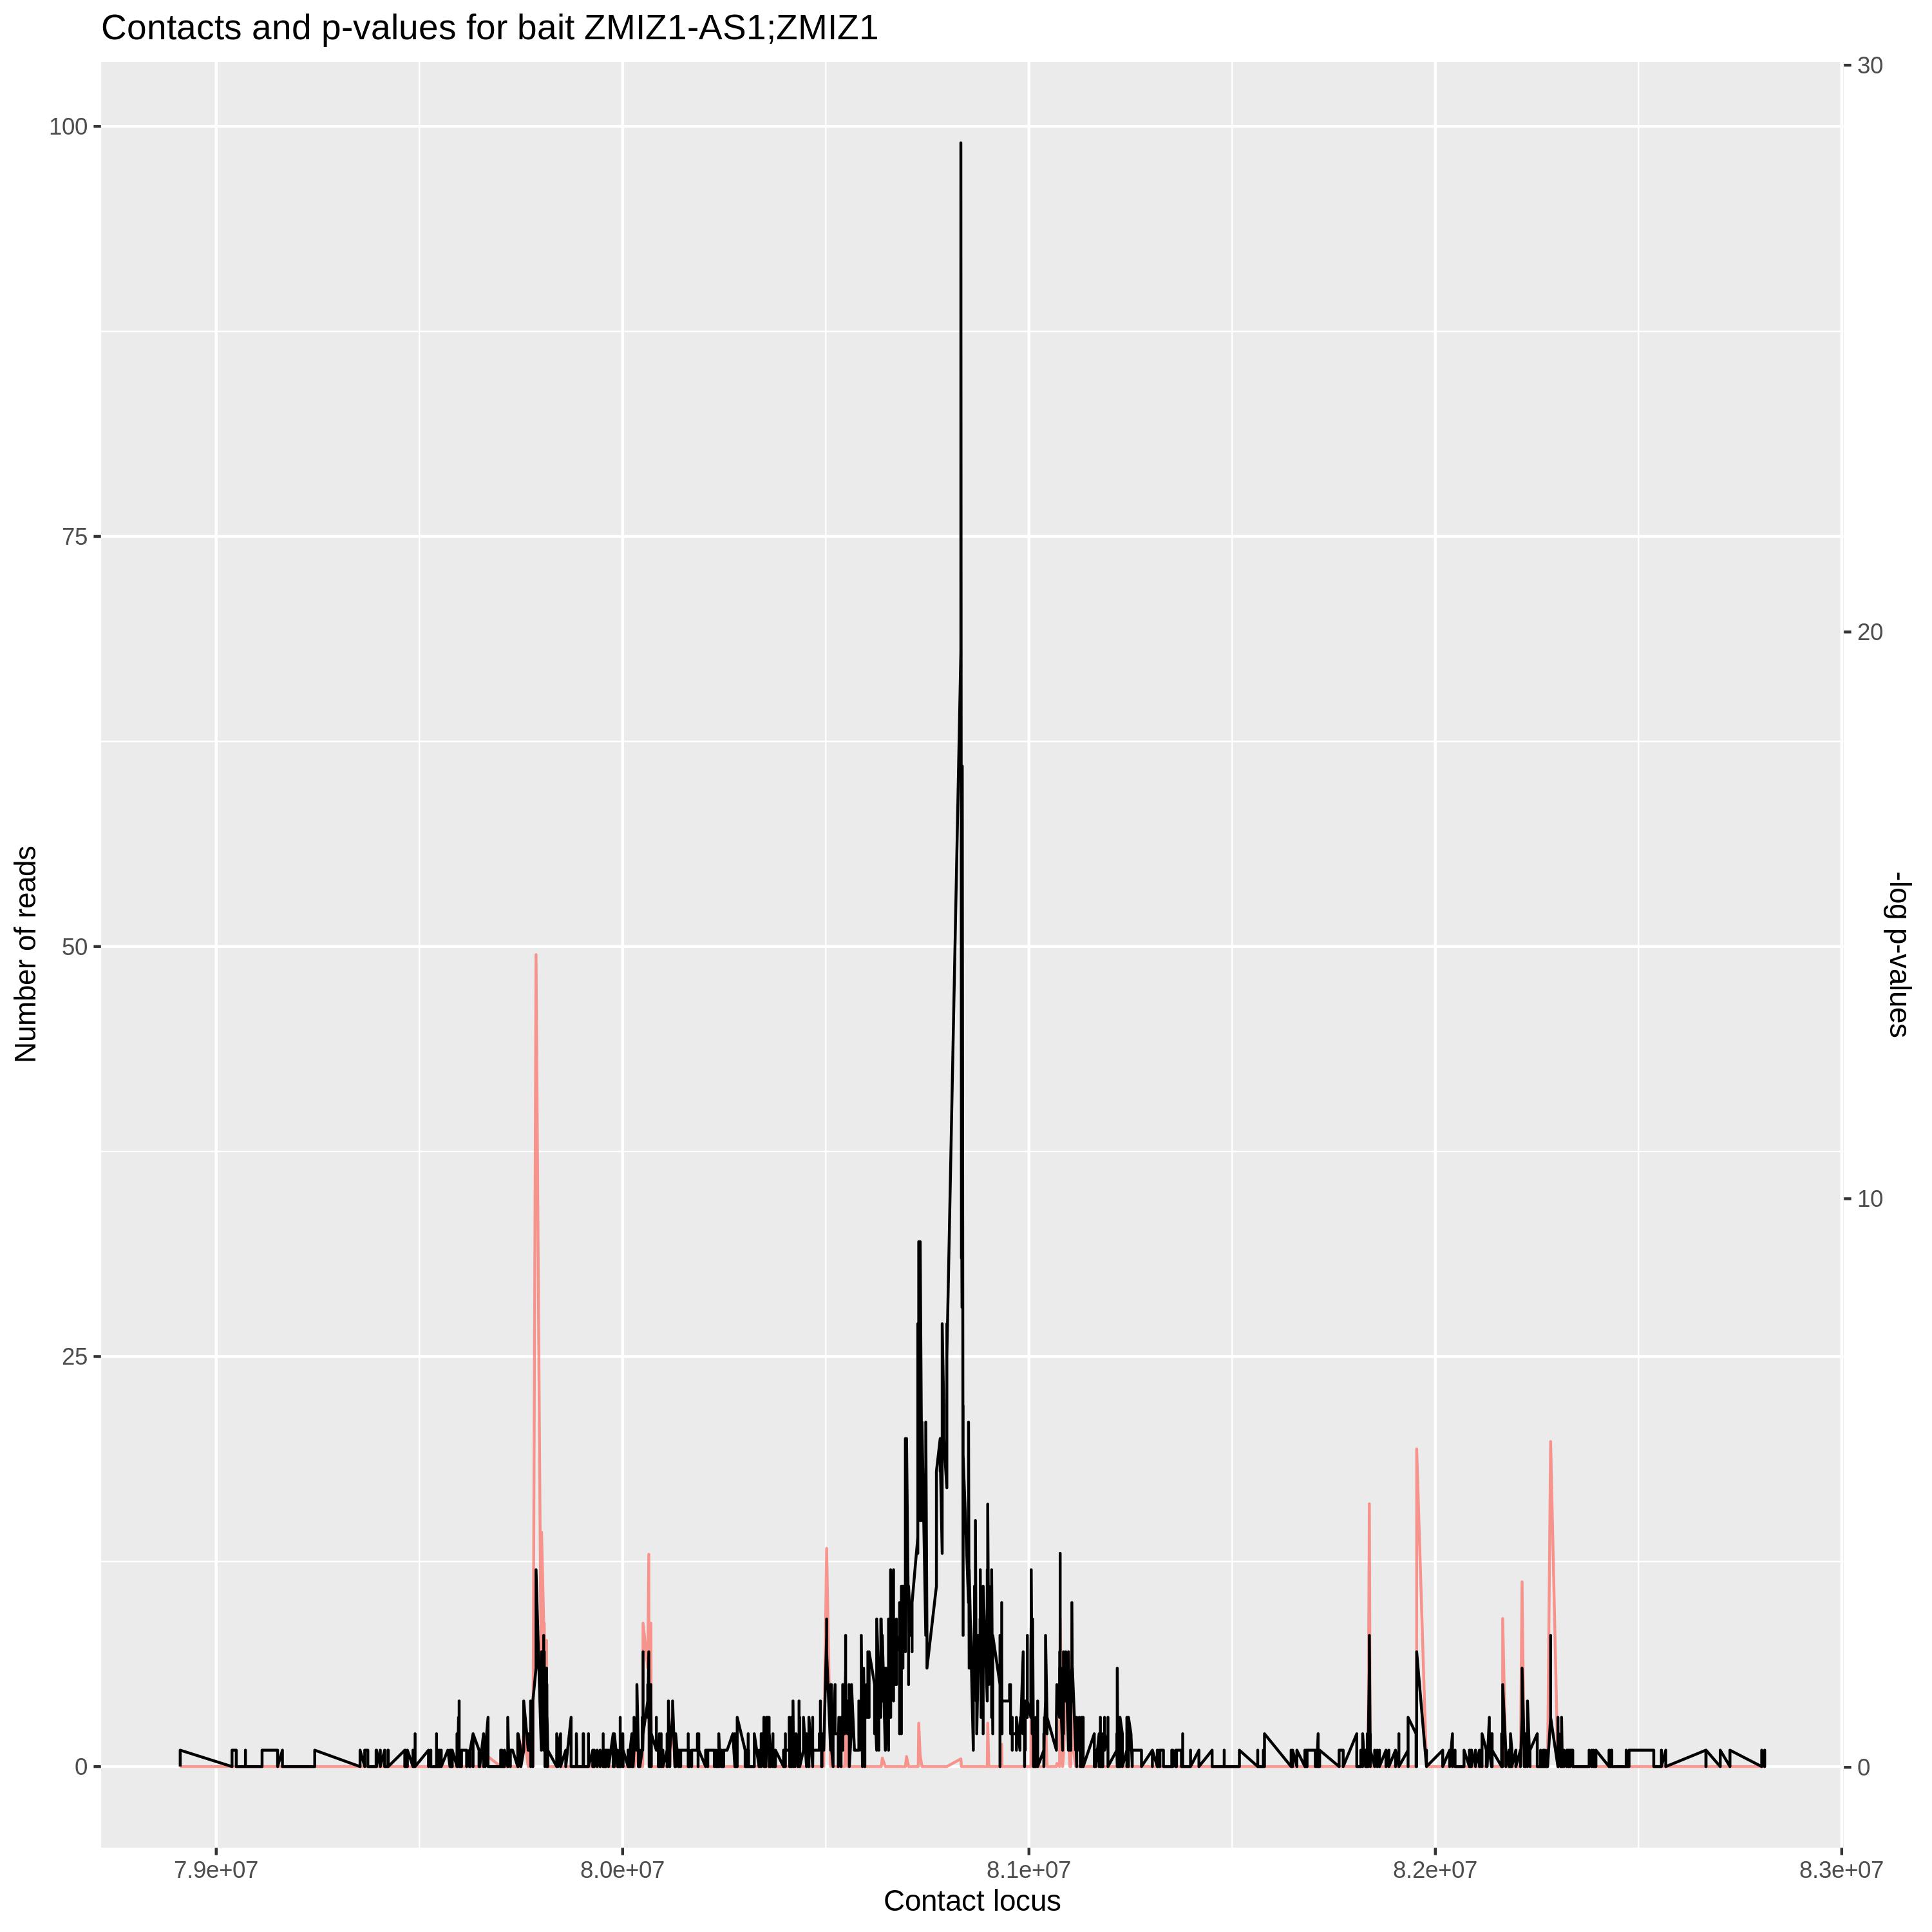 Contacts and p-values for bait ZMIZ1-AS1;ZMIZ1
100
75
50
25
0
Number of reads
30
20
10
0
-log p-values
7.9e+07
8.0e+07
8.1e+07
8.2e+07
8.3e+07
Contact locus